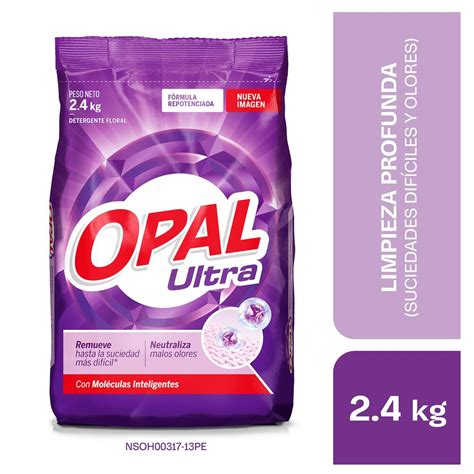 PESO NETO
2.4 kg
DETERGENTE FLORAL
FÓRMULA
REPOTENCIADA
NUEVA
IMAGEN
OPAL
Ultra
Remueve
hasta la suciedad
más difícil*
Neutraliza
malos olores
Con Moléculas Inteligentes
NSOH00317-13PE
LIMPIEZA PROFUNDA
(SUCIEDADES DIFÍCILES Y OLORES)
2.4 kg